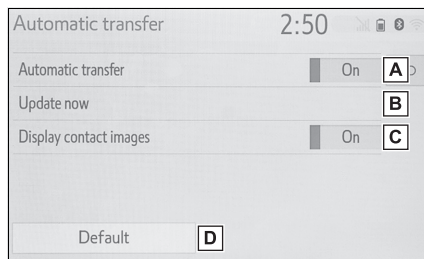 Automatic transfer 2:50
Automatic transfer On A
Update now B
Display contact images On C
Default D